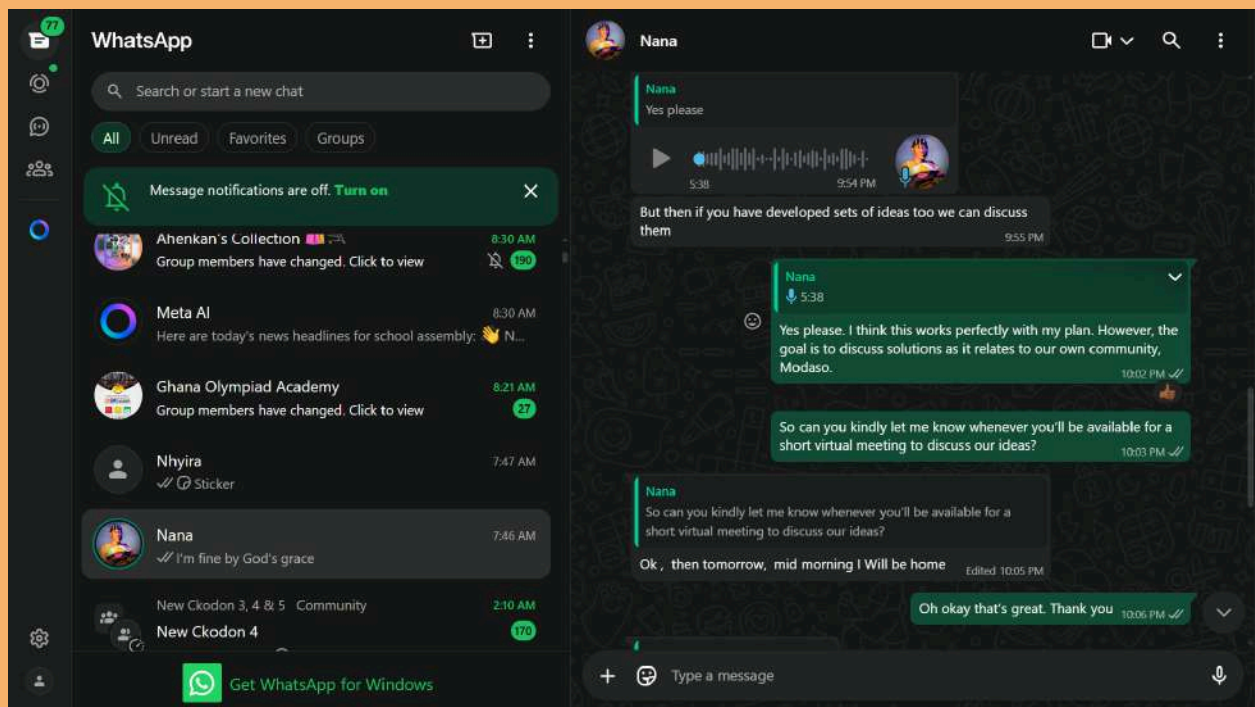 77
WhatsApp
Search or start a new chat
All Unread Favorites Groups
Message notifications are off. Turn on
Ahenkan's Collection 8:30 AM
Group members have changed. Click to view 190
Meta AI 8:30 AM
Here are today's news headlines for school assembly: 👋 N...
Ghana Olympiad Academy 8:21 AM
Group members have changed. Click to view 27
Nhyira 7:47 AM
Sticker
Nana 7:46 AM
I'm fine by God's grace
New Ckodon 3, 4 & 5 Community 2:10 AM
New Ckodon 4 170
Get WhatsApp for Windows
Nana
Nana
Yes please
5:38 9:54 PM
But then if you have developed sets of ideas too we can discuss
them 9:55 PM
Nana
5:38
Yes please. I think this works perfectly with my plan. However, the
goal is to discuss solutions as it relates to our own community,
Modaso. 10:02 PM
So can you kindly let me know whenever you'll be available for a
short virtual meeting to discuss our ideas? 10:03 PM
Nana
So can you kindly let me know whenever you'll be available for a
short virtual meeting to discuss our ideas?
Ok , then tomorrow, mid morning I Will be home Edited 10:05 PM
Oh okay that's great. Thank you 10:06 PM
Type a message